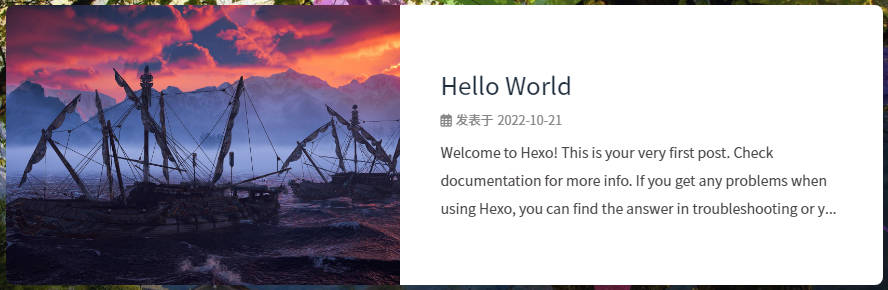 Hello World
发表于 2022-10-21
Welcome to Hexo! This is your very first post. Check
documentation for more info. If you get any problems when
using Hexo, you can find the answer in troubleshooting or y...